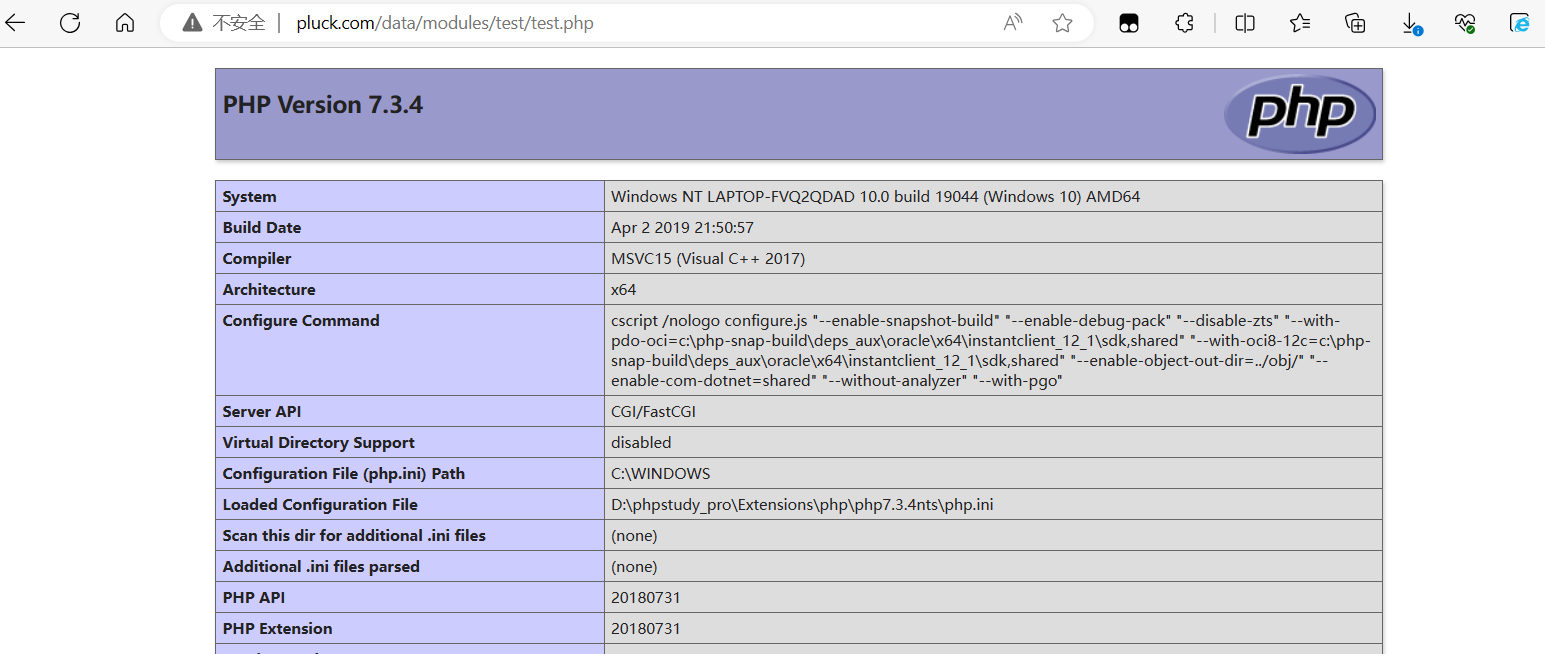 不安全 | pluck.com/data/modules/test/test.php
PHP Version 7.3.4
php
System Windows NT LAPTOP-FVQ2QDAD 10.0 build 19044 (Windows 10) AMD64
Build Date Apr 2 2019 21:50:57
Compiler MSVC15 (Visual C++ 2017)
Architecture x64
Configure Command cscript /nologo configure.js "--enable-snapshot-build" "--enable-debug-pack" "--disable-zts" "--with-
pdo-oci=c:\php-snap-build\deps_aux\oracle\x64\instantclient_12_1\sdk,shared" "--with-oci8-12c=c:\php-
snap-build\deps_aux\oracle\x64\instantclient_12_1\sdk,shared" "--enable-object-out-dir=../obj/" "--
enable-com-dotnet=shared" "--without-analyzer" "--with-pgo"
Server API CGI/FastCGI
Virtual Directory Support disabled
Configuration File (php.ini) Path C:\WINDOWS
Loaded Configuration File D:\phpstudy_pro\Extensions\php\php7.3.4nts\php.ini
Scan this dir for additional .ini files (none)
Additional .ini files parsed (none)
PHP API 20180731
PHP Extension 20180731